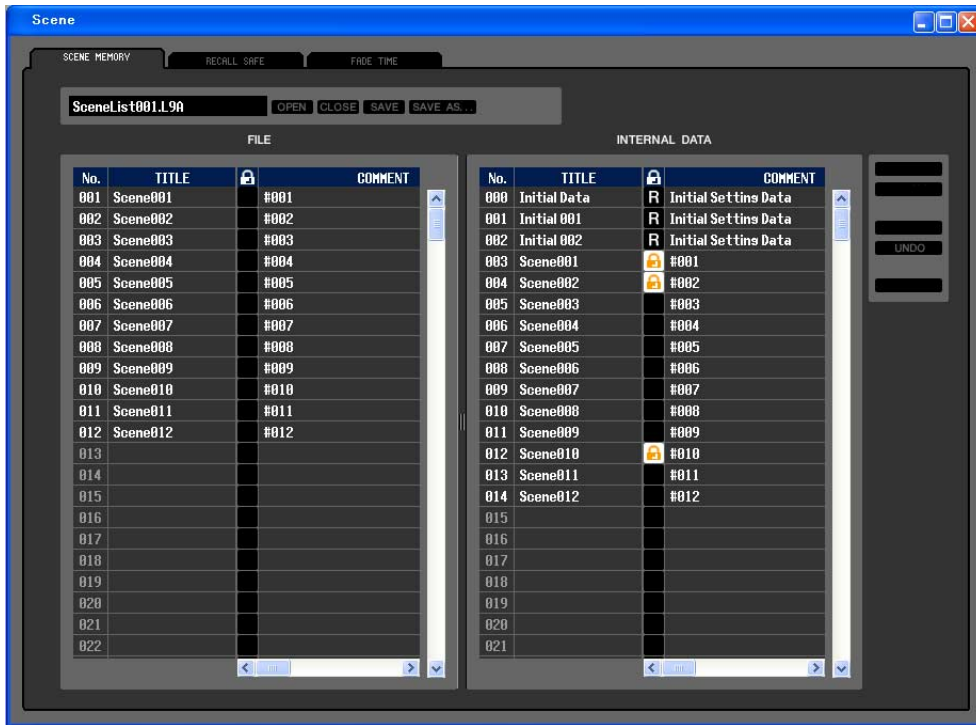 Scene
SCENE MEMORY RECALL SAFE FADE TIME
SceneList001.L9A OPEN CLOSE SAVE SAVE AS...
FILE
No. TITLE COMMENT
001 Scene001 #001
002 Scene002 #002
003 Scene003 #003
004 Scene004 #004
005 Scene005 #005
006 Scene006 #006
007 Scene007 #007
008 Scene008 #008
009 Scene009 #009
010 Scene010 #010
011 Scene011 #011
012 Scene012 #012
013
014
015
016
017
018
019
020
021
022
INTERNAL DATA
No. TITLE COMMENT
000 Initial Data R Initial Setting Data
001 Initial 001 R Initial Setting Data
002 Initial 002 R Initial Setting Data
003 Scene001 #001
004 Scene002 #002
005 Scene003 #003
006 Scene004 #004
007 Scene005 #005
008 Scene006 #006
009 Scene007 #007
010 Scene008 #008
011 Scene009 #009
012 Scene010 #010
013 Scene011 #011
014 Scene012 #012
015
016
017
018
019
020
021
UNDO